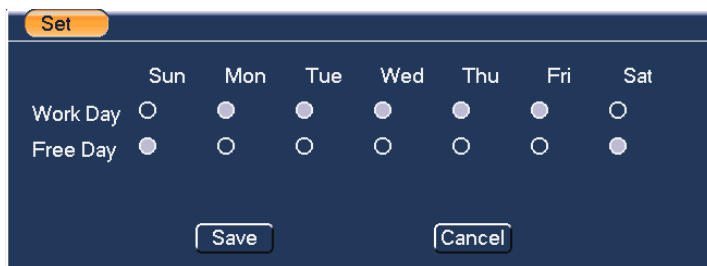 Set
Sun Mon Tue Wed Thu Fri Sat
Work Day
Free Day
Save Cancel